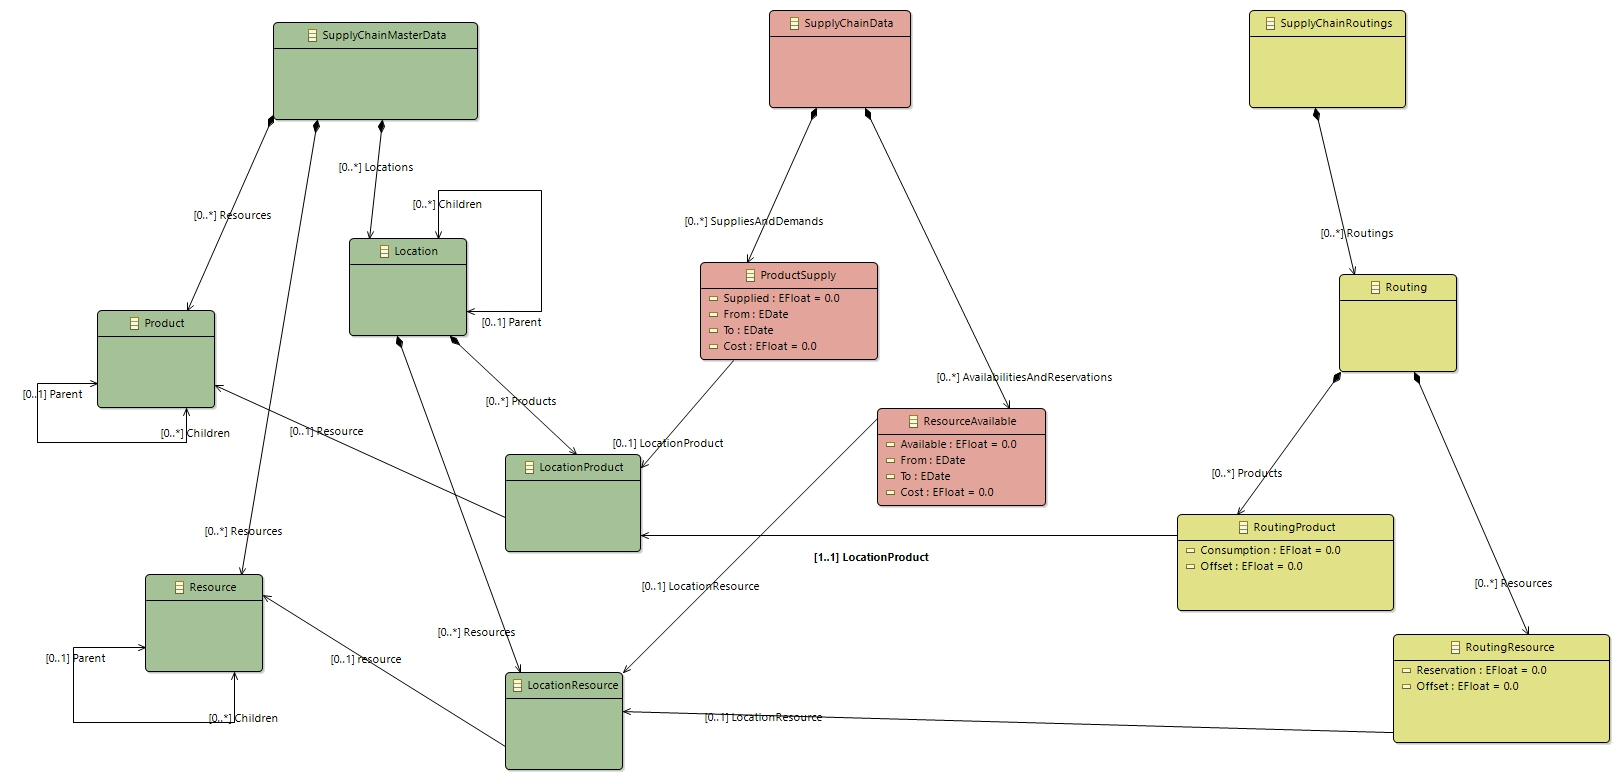 SupplyChainMasterData
SupplyChainData
SupplyChainRoutings
[0..*] Locations
[0..*] Children
[0..*] Resources
[0..*] SuppliesAndDemands
[0..*] Routings
Location
ProductSupply
Supplied : EFloat = 0.0
From : EDate
To : EDate
Cost : EFloat = 0.0
Routing
Product
[0..1] Parent
[0..1] Parent
[0..*] Children
[0..*] Products
[0..*] AvailabilitiesAndReservations
[0..1] Resource
[0..1] LocationProduct
ResourceAvailable
Available : EFloat = 0.0
From : EDate
To : EDate
Cost : EFloat = 0.0
LocationProduct
[0..*] Products
[0..*] Resources
RoutingProduct
Consumption : EFloat = 0.0
Offset : EFloat = 0.0
[1..1] LocationProduct
Resource
[0..1] LocationResource
[0..*] Resources
[0..*] Resources
[0..1] Parent
[0..1] resource
RoutingResource
Reservation : EFloat = 0.0
Offset : EFloat = 0.0
LocationResource
[0..*] Children
[0..1] LocationResource